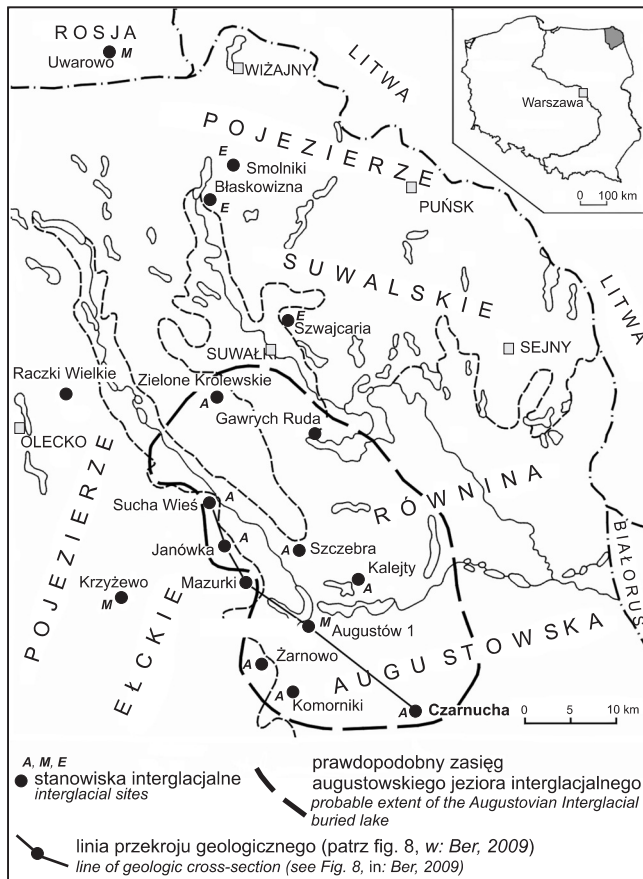 ROSJA
Uwarowo M
WIŻAJNY
LITWA
Warszawa
0 100 km
POJEZIERZE
E
Smolniki
Błaskowizna
E
PUŃSK
SUWALSKIE
LITWA
E
Szwajcaria
SUWAŁKI
SEJNY
Raczki Wielkie
Zielone Królewskie
A
Gawrych Ruda
OLECKO
POJEZIERZE
RÓWNINA
Sucha Wieś A
Janówka A
A Szczebra
Kalejty
A
BIAŁORUŚ
Mazurki
Krzyżewo
M
EŁCKIE
M
Augustów 1
AUGUSTOWSKA
A Żarnowo
A
Komorniki
A Czarnucha
0 5 10 km
A, M, E
stanowiska interglacjalne
interglacial sites
prawdopodobny zasięg
augustowskiego jeziora interglacjalnego
probable extent of the Augustovian Interglacial
buried lake
linia przekroju geologicznego (patrz fig. 8, w: Ber, 2009)
line of geologic cross-section (see Fig. 8, in: Ber, 2009)